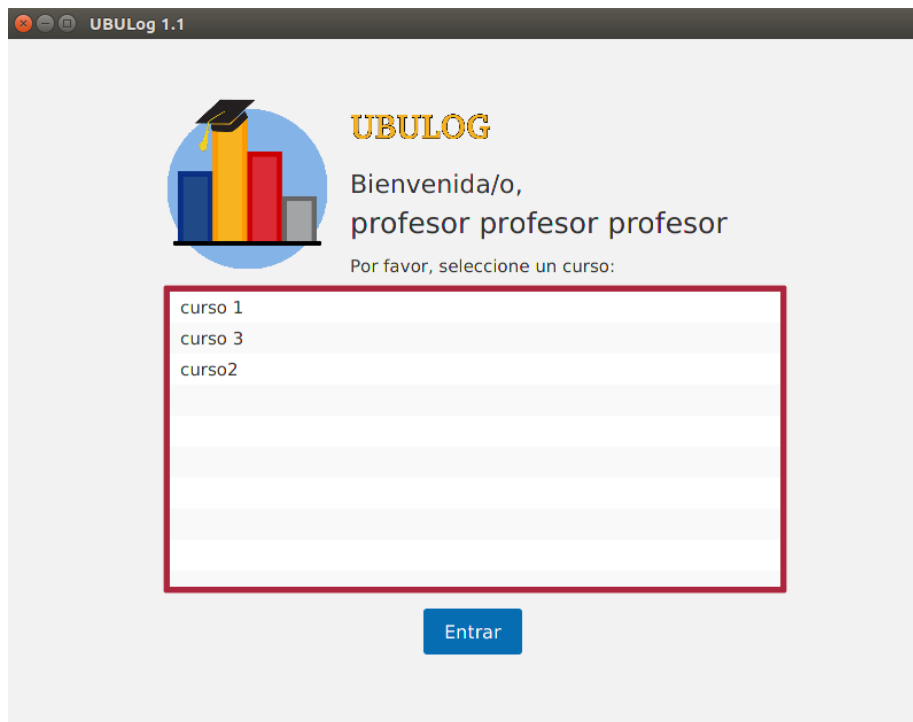 UBULog 1.1
UBULOG
Bienvenida/o,
profesor profesor profesor
Por favor, seleccione un curso:
curso 1
curso 3
curso2
Entrar